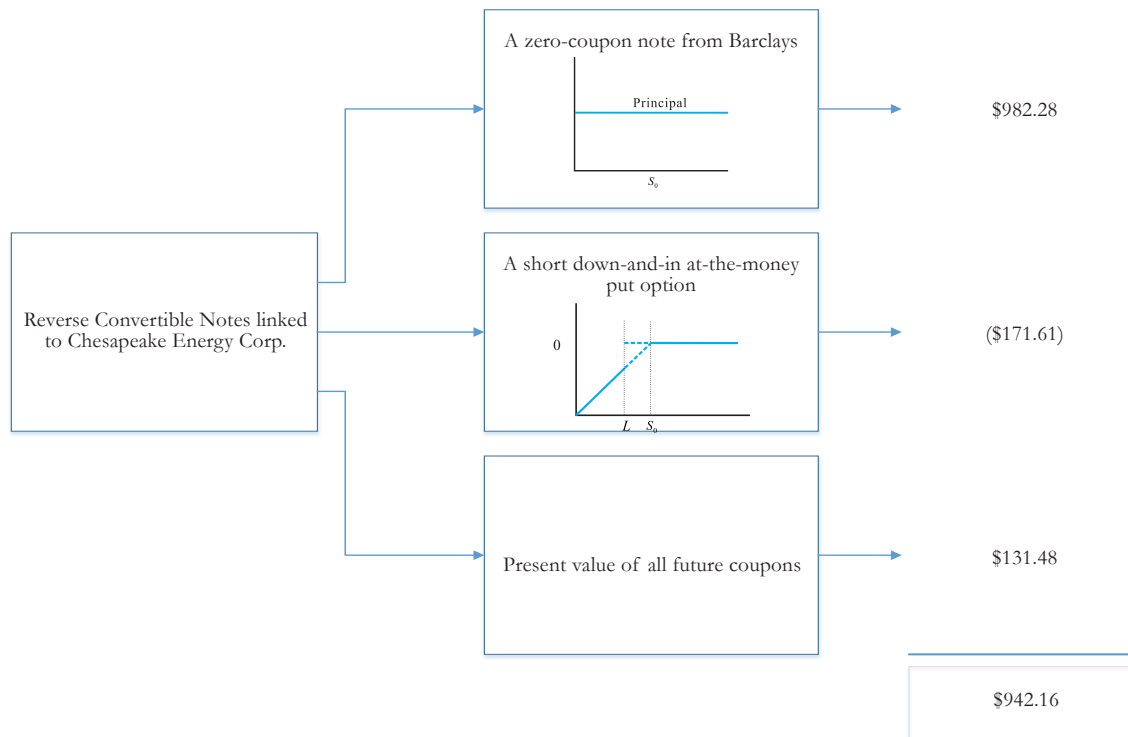 A zero-coupon note from Barclays
Principal
S₀
$982.28
Reverse Convertible Notes linked
to Chesapeake Energy Corp.
A short down-and-in at-the-money
put option
0
L
S₀
($171.61)
Present value of all future coupons
$131.48
$942.16